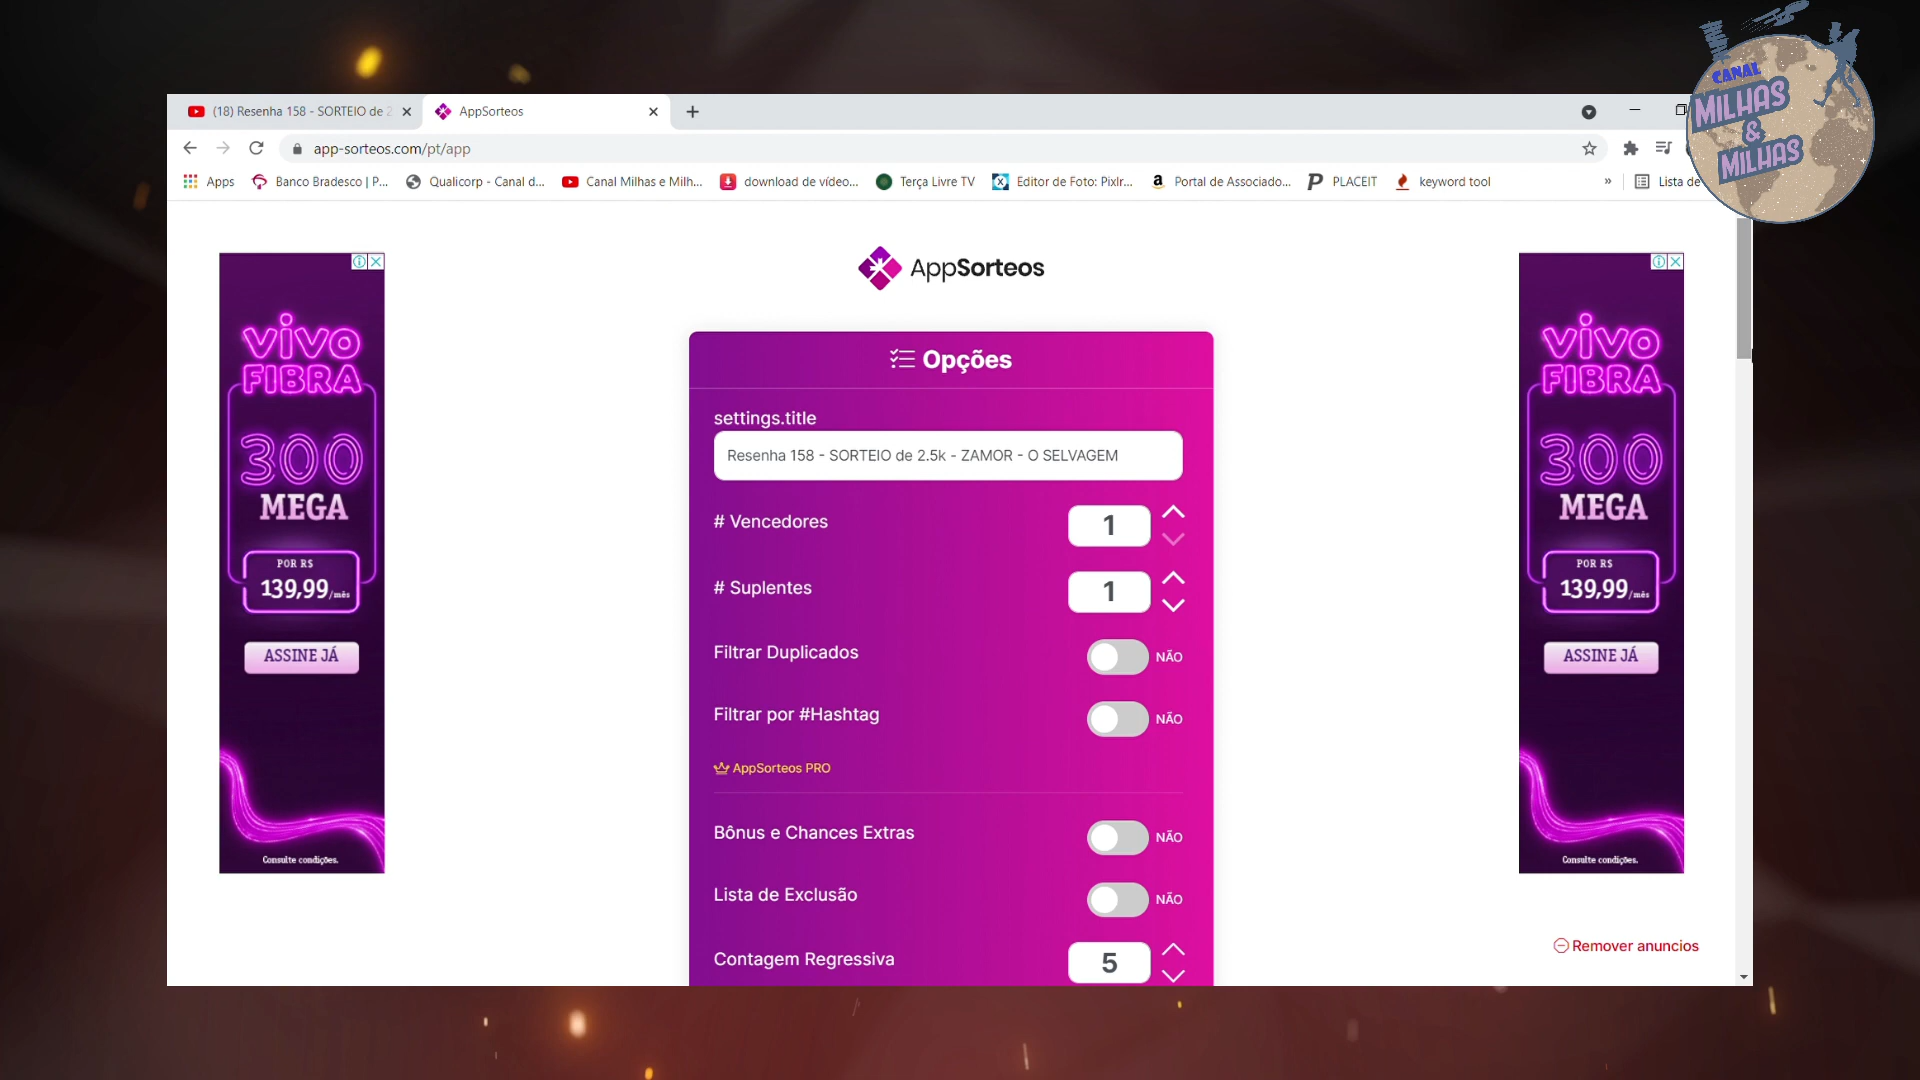 CANAL
MILHAS
&
MILHAS
(18) Resenha 158 - SORTEIO de 2
AppSorteos
app-sorteos.com/pt/app
Apps
Banco Bradesco | P...
Qualicorp - Canal d...
Canal Milhas e Milh...
download de vídeo...
Terça Livre TV
Editor de Foto: Pixlr...
Portal de Associado...
PLACEIT
keyword tool
»
Lista de
AppSorteos
vivo
FIBRA
300
MEGA
POR R$
139,99/mês
ASSINE JÁ
Consulte condições.
Opções
settings.title
Resenha 158 - SORTEIO de 2.5k - ZAMOR - O SELVAGEM
# Vencedores 1
# Suplentes 1
Filtrar Duplicados NÃO
Filtrar por #Hashtag NÃO
AppSorteos PRO
Bônus e Chances Extras NÃO
Lista de Exclusão NÃO
Contagem Regressiva 5
vivo
FIBRA
300
MEGA
POR R$
139,99/mês
ASSINE JÁ
Consulte condições.
Remover anuncios